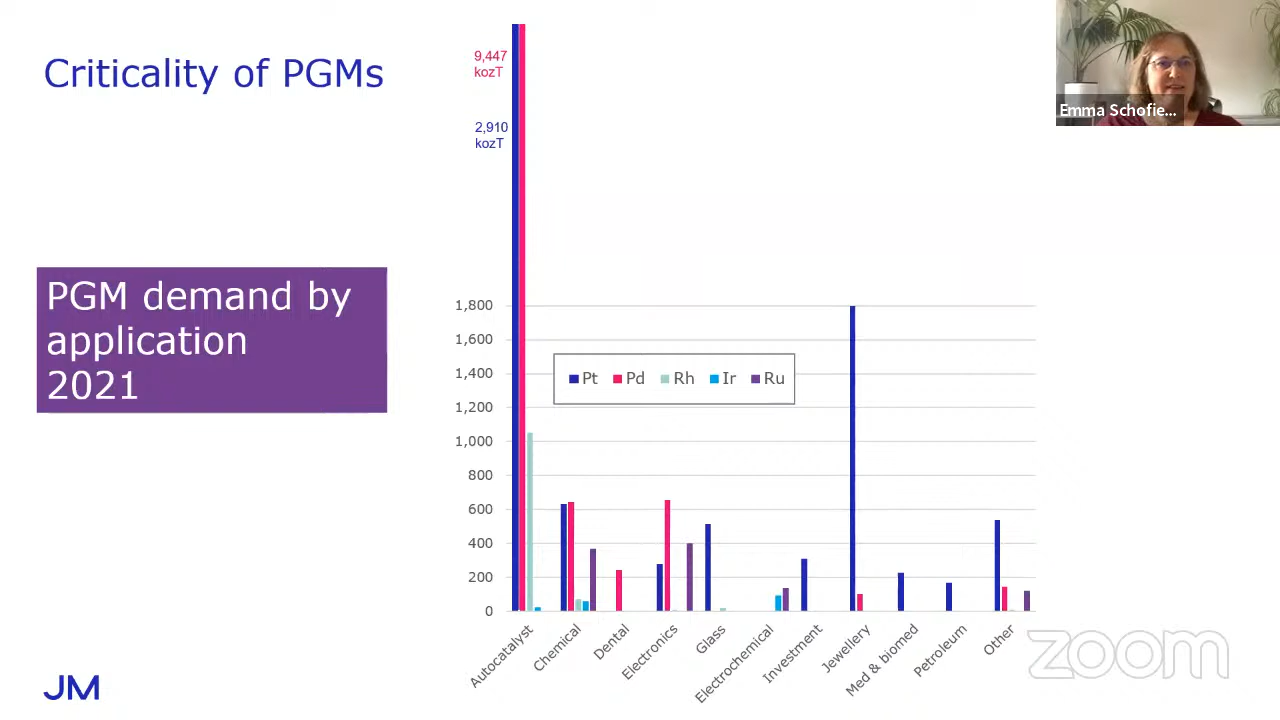 Criticality of PGMs
9,447
kozT
2,910
kozT
Emma Schofie...
PGM demand by
application
2021
1,800
1,600
1,400
1,200
1,000
800
600
400
200
0
Pt Pd Rh Ir Ru
Autocatalyst
Chemical
Dental
Electronics
Glass
Electrochemical
Investment
Jewellery
Med & biomed
Petroleum
Other
JM
zoom